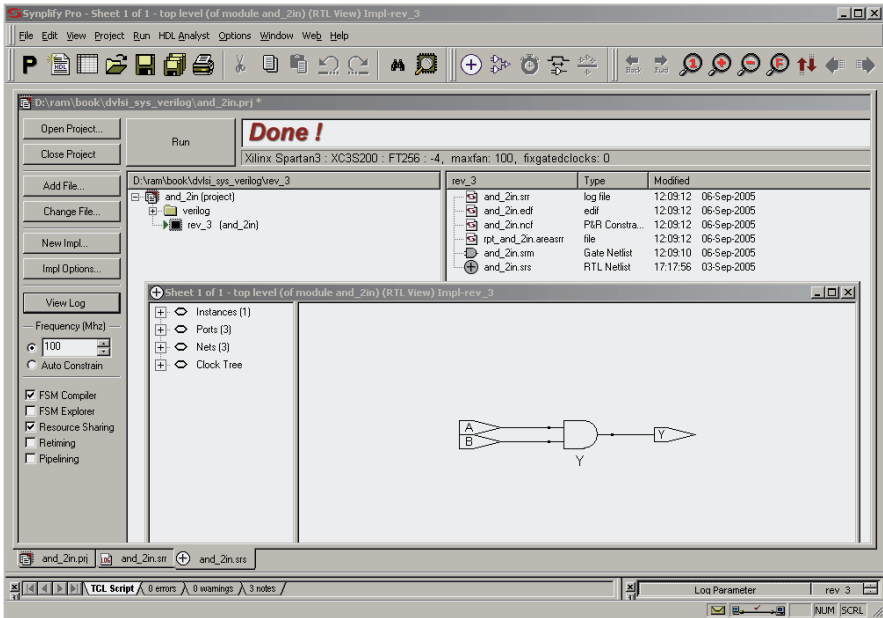 Synplify Pro - Sheet 1 of 1 - top level (of module and_2in) (RTL View) Impl-rev_3
File Edit View Project Run HDL Analyst Options Window Web Help
P HDL Back Fwd 1
D:\ram\book\dvlsi_sys_verilog\and_2in.prj *
Open Project...
Close Project
Run
Done !
Xilinx Spartan3 : XC3S200 : FT256 : -4, maxfan: 100, fixgatedclocks: 0
Add File...
Change File...
New Impl...
Impl Options...
View Log
Frequency (Mhz)
100
Auto Constrain
FSM Compiler
FSM Explorer
Resource Sharing
Retiming
Pipelining
D:\ram\book\dvlsi_sys_verilog\rev_3
and_2in (project)
verilog
rev_3 (and_2in)
rev_3 Type Modified
and_2in.srr log file 12:09:12 06-Sep-2005
and_2in.edf edif 12:09:12 06-Sep-2005
and_2in.ncf P&R Constra... 12:09:12 06-Sep-2005
rpt_and_2in.areasrr file 12:09:12 06-Sep-2005
and_2in.srm Gate Netlist 12:09:10 06-Sep-2005
and_2in.srs RTL Netlist 17:17:56 03-Sep-2005
Sheet 1 of 1 - top level (of module and_2in) (RTL View) Impl-rev_3
Instances (1)
Ports (3)
Nets (3)
Clock Tree
A
B
Y
Y
and_2in.prj LOG and_2in.srr and_2in.srs
TCL Script 0 errors 0 warnings 3 notes
Log Parameter rev_3
NUM SCRL